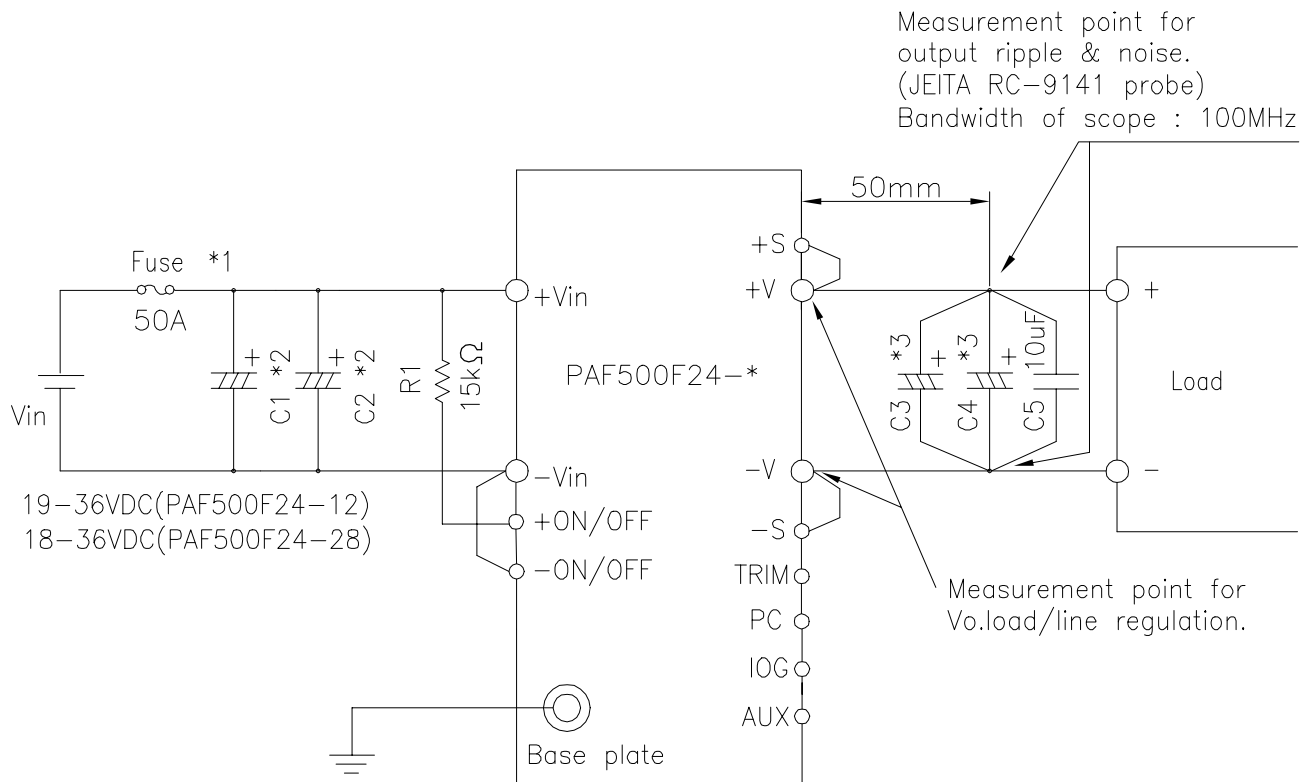 Measurement point for
output ripple & noise.
(JEITA RC-9141 probe)
Bandwidth of scope : 100MHz
50mm
Fuse *1
50A
+S
+V
+Vin
C1 *2
C2 *2
R1
15kΩ
PAF500F24-*
C3 *3
+
C4 *3
+
C5 10uF
+
+
+
Load
Vin
-Vin
-V
-
19-36VDC(PAF500F24-12)
18-36VDC(PAF500F24-28)
+ON/OFF
-ON/OFF
-S
TRIM
PC
IOG
AUX
Measurement point for
Vo.load/line regulation.
Base plate